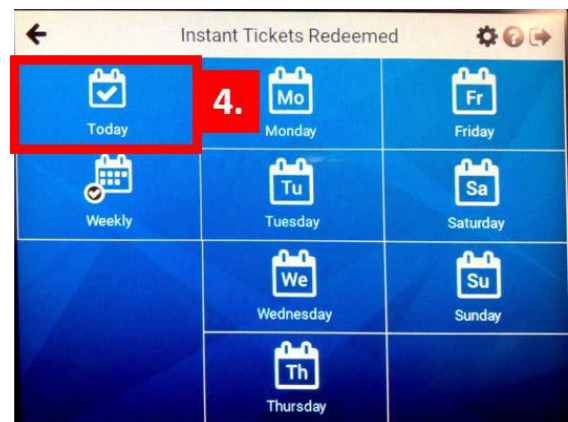 Instant Tickets Redeemed
Today
4.
Mo
Monday
Fr
Friday
Weekly
Tu
Tuesday
Sa
Saturday
We
Wednesday
Su
Sunday
Th
Thursday